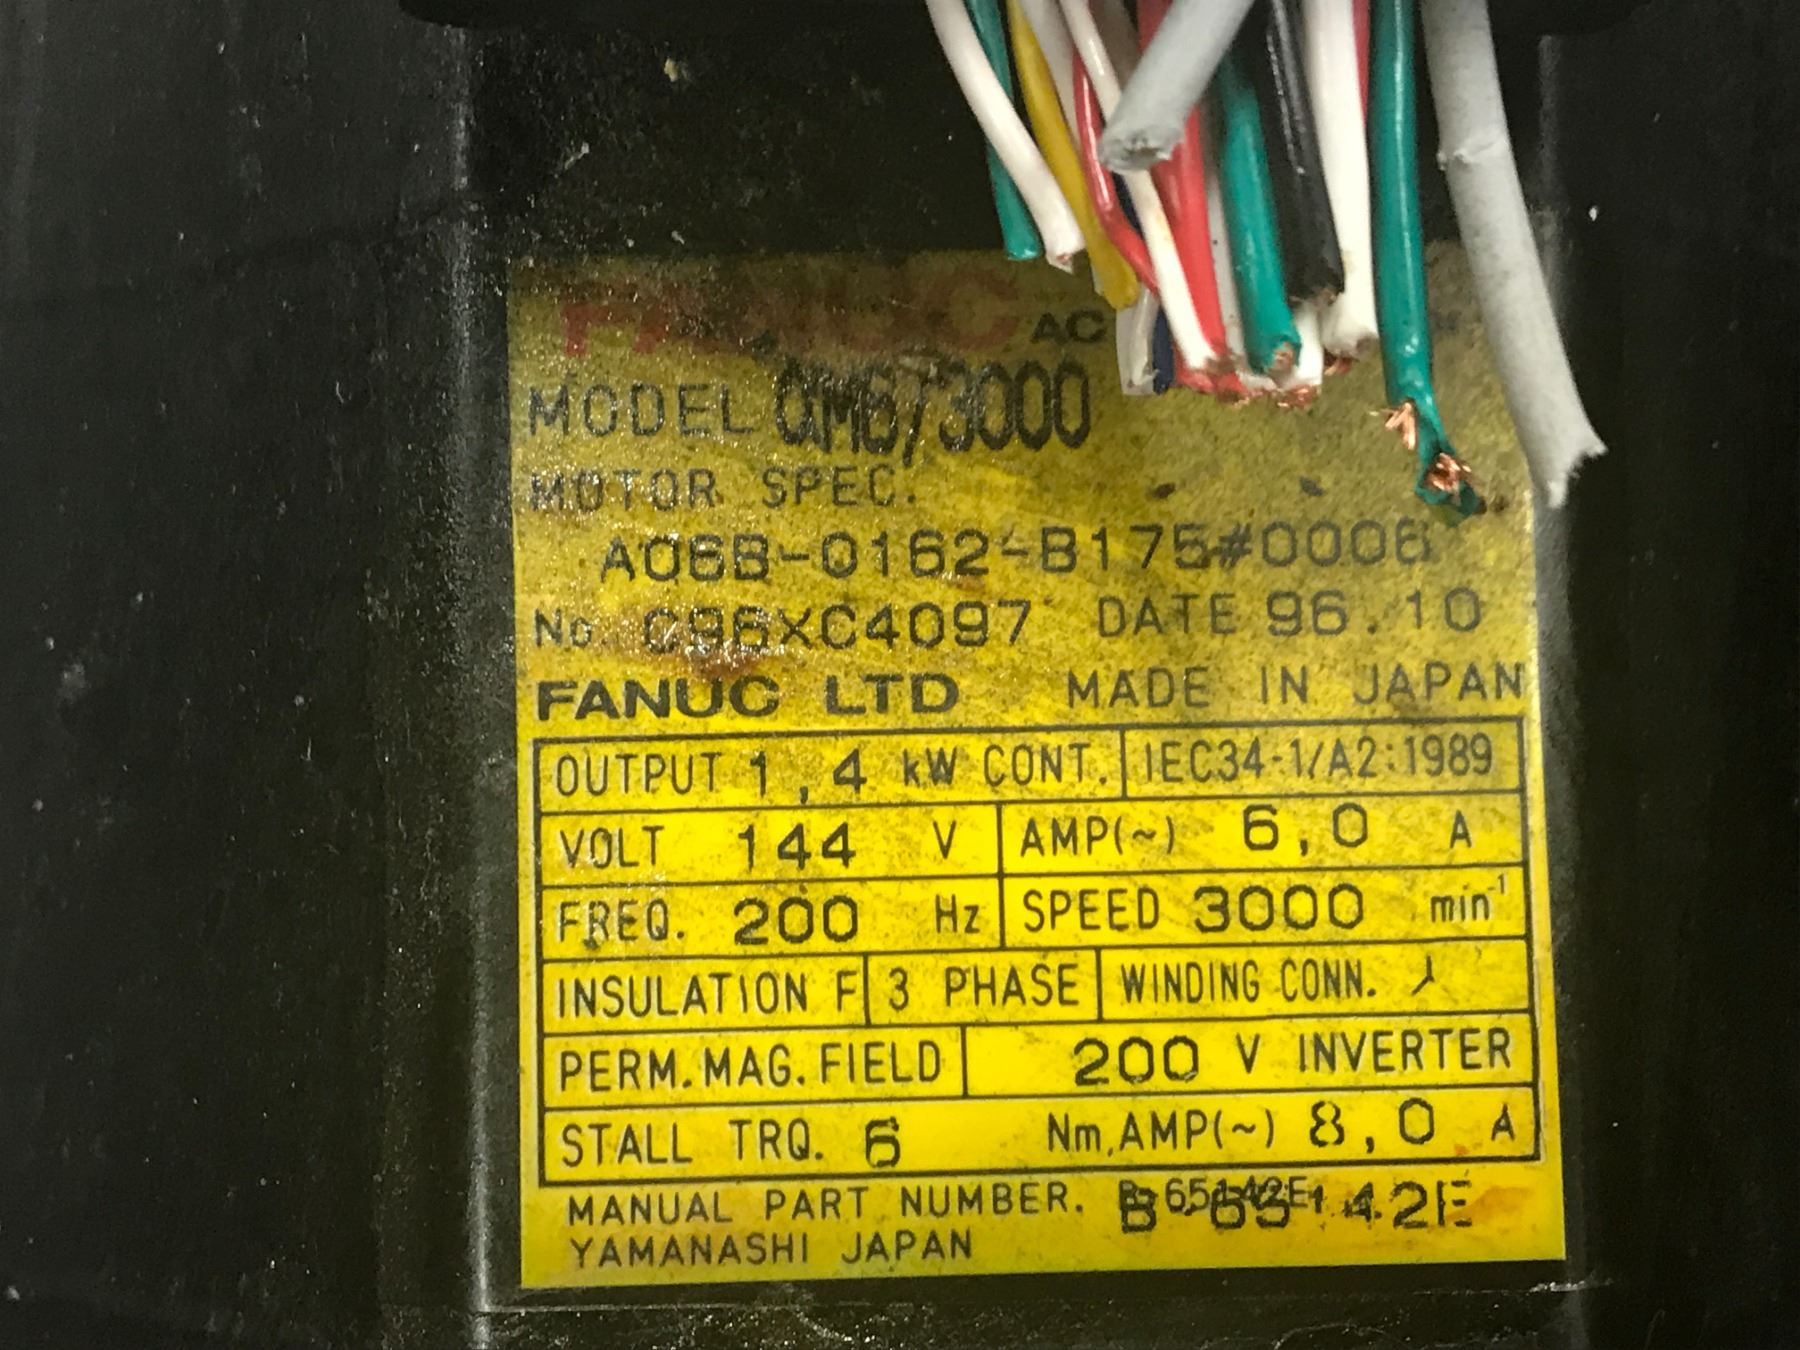 FANUC AC
MODEL αM6/3000
MOTOR SPEC.
A06B-0162-B175#0006
No. C96XC4097 DATE 96.10
FANUC LTD MADE IN JAPAN
OUTPUT 1,4 kW CONT. IEC34-1/A2:1989
VOLT 144 V AMP(~) 6,0 A
FREQ. 200 Hz SPEED 3000 min⁻¹
INSULATION F 3 PHASE WINDING CONN.
PERM.MAG.FIELD 200 V INVERTER
STALL TRQ. 6 Nm,AMP(~) 8,0 A
MANUAL PART NUMBER. B-65142E
YAMANASHI JAPAN